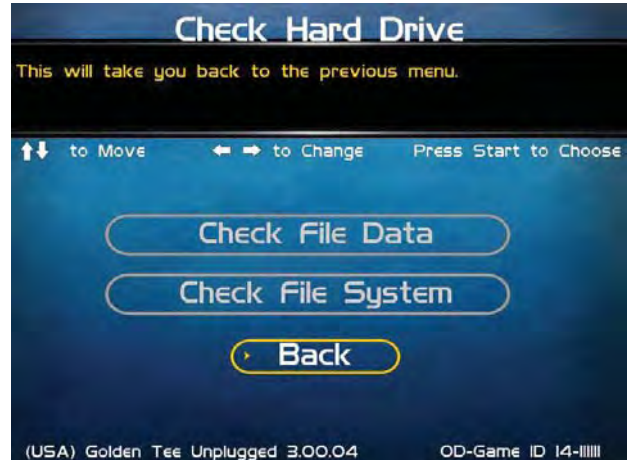 Check Hard Drive
This will take you back to the previous menu.
to Move to Change Press Start to Choose
Check File Data
Check File System
Back
(USA) Golden Tee Unplugged 3.00.04 OD-Game ID 14-111111